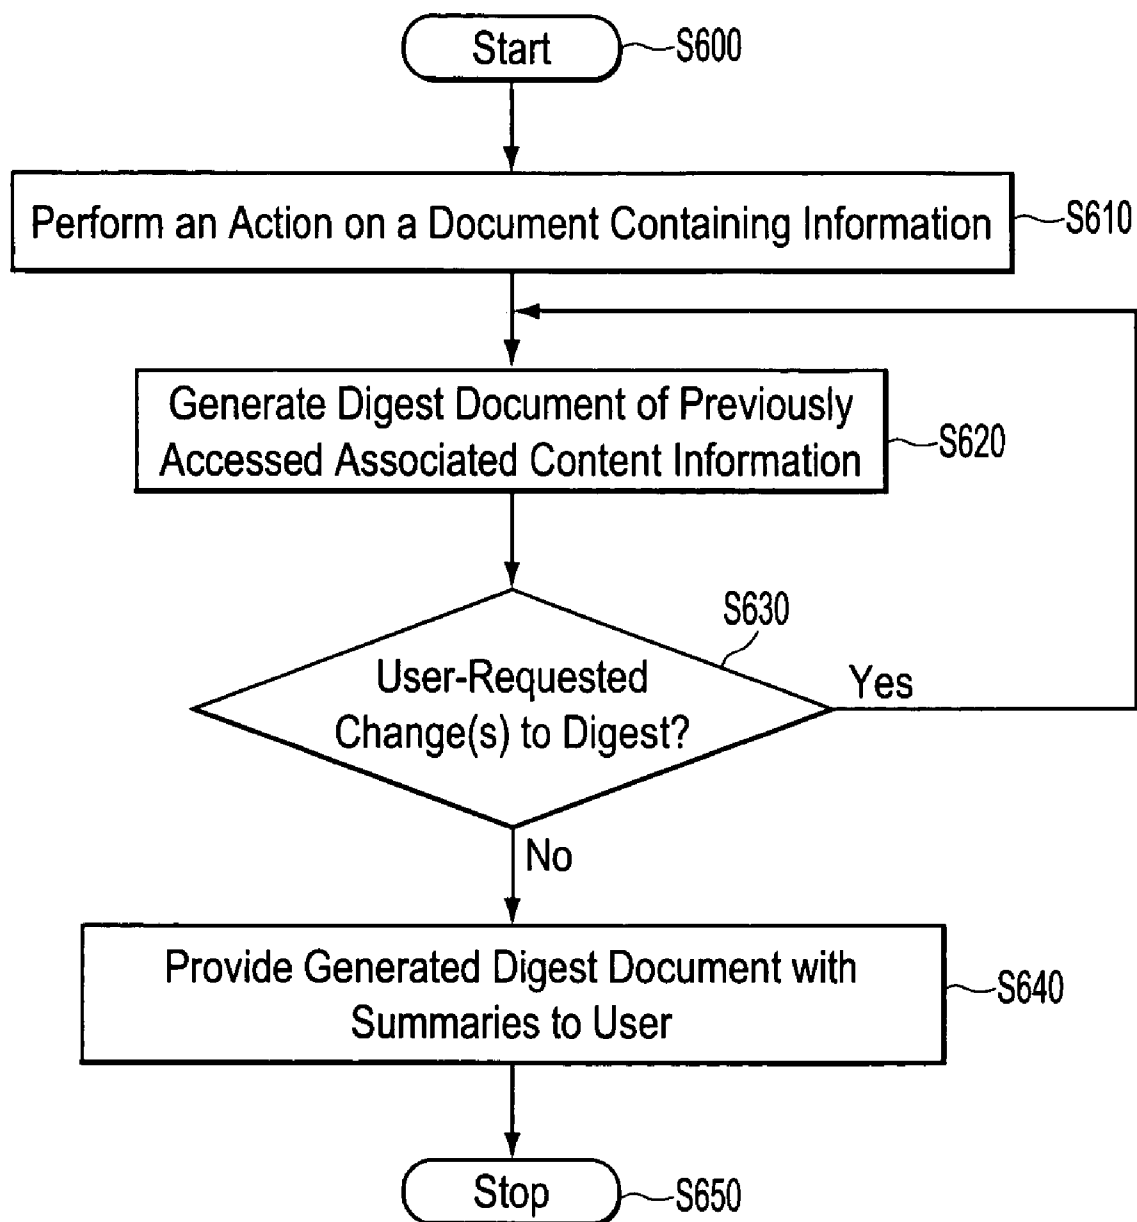 Start
S600
Perform an Action on a Document Containing Information
S610
Generate Digest Document of Previously
Accessed Associated Content Information
S620
S630
User-Requested
Change(s) to Digest?
Yes
No
Provide Generated Digest Document with
Summaries to User
S640
Stop
S650